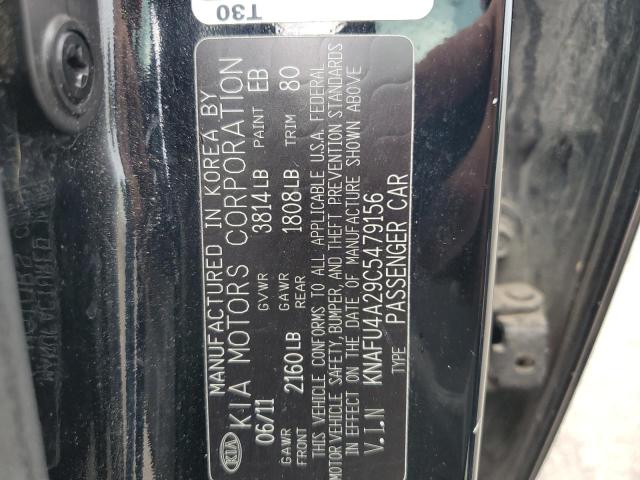 T30
MANUFACTURED IN KOREA BY
KIA KIA MOTORS CORPORATION
06/11 GVWR 3814LB PAINT EB
GAWR FRONT 2160LB GAWR REAR 1808LB TRIM 80
THIS VEHICLE CONFORMS TO ALL APPLICABLE U.S.A. FEDERAL
MOTOR VEHICLE SAFETY, BUMPER, AND THEFT PREVENTION STANDARDS
IN EFFECT ON THE DATE OF MANUFACTURE SHOWN ABOVE
V.I.N KNAFU4A29C5479156
TYPE PASSENGER CAR